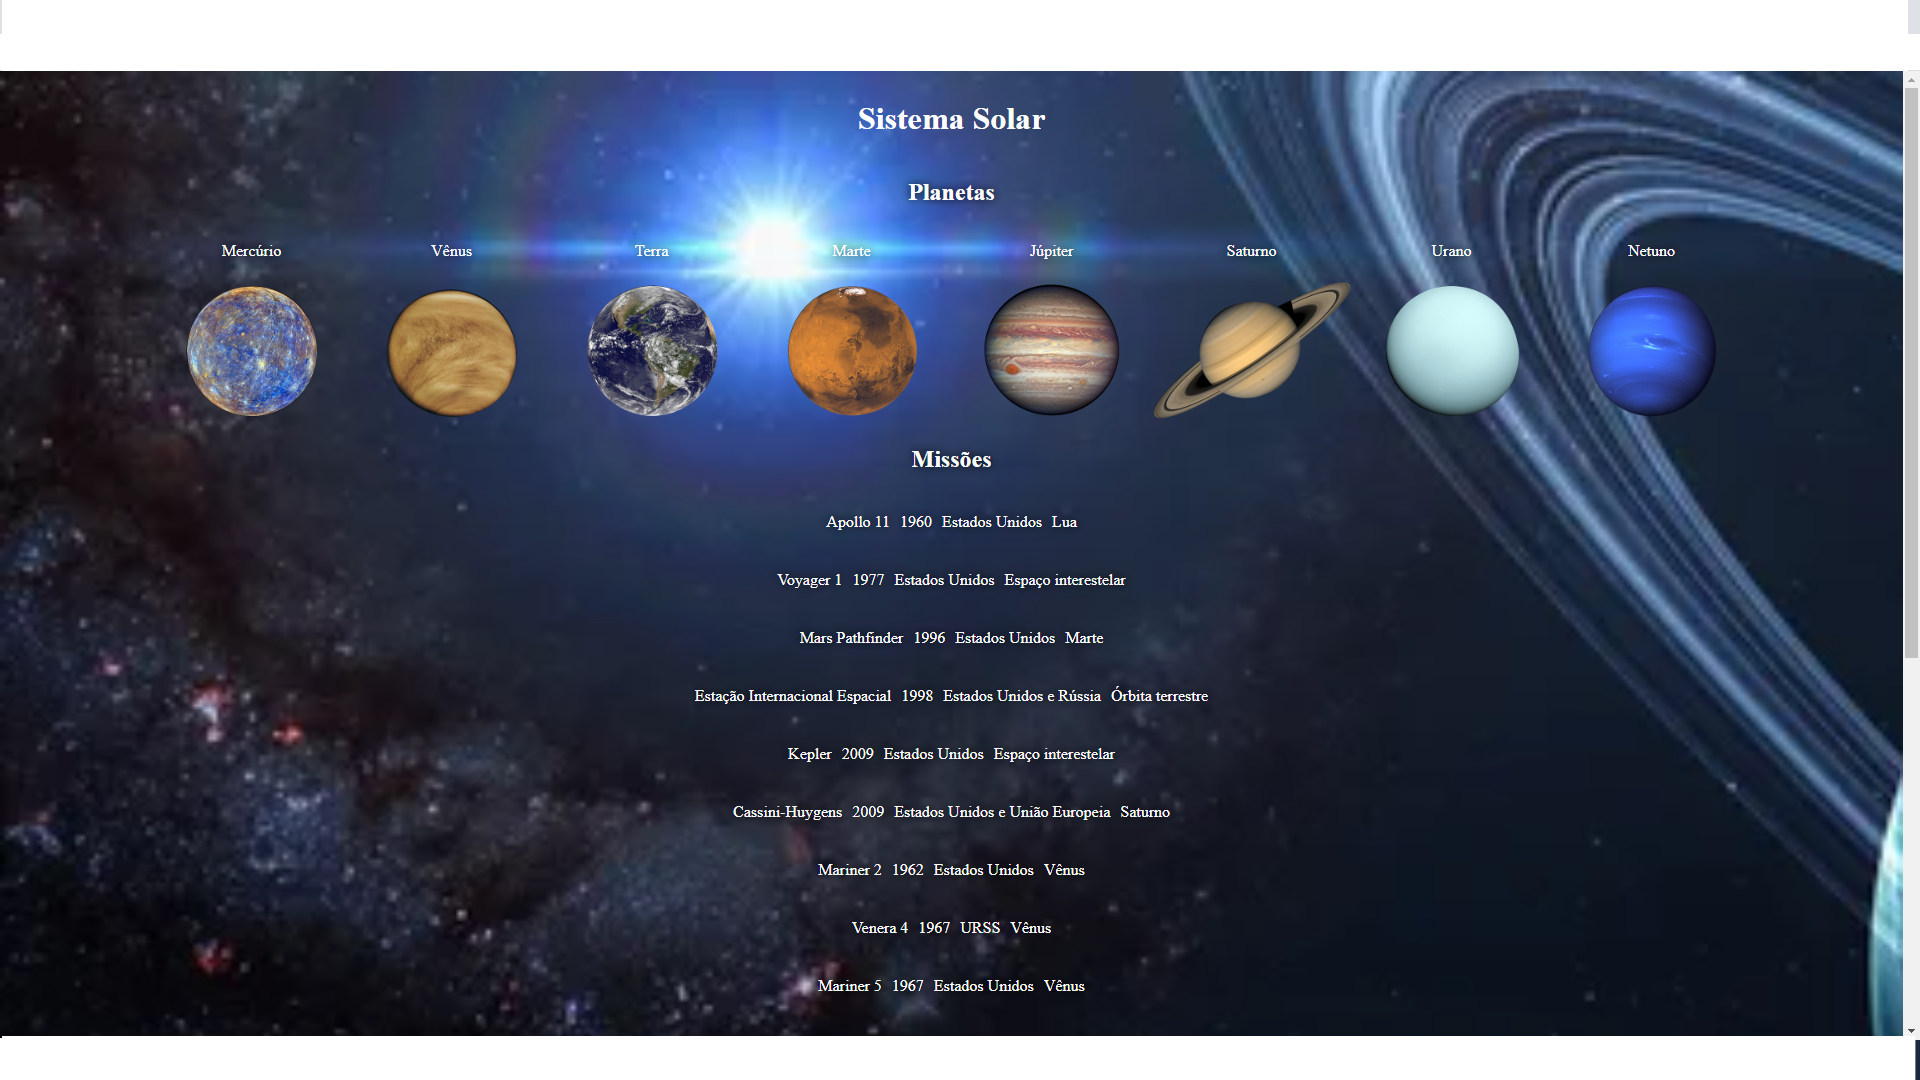 Sistema Solar
Planetas
Mercúrio Vênus Terra Marte Júpiter Saturno Urano Netuno
Missões
Apollo 11 1960 Estados Unidos Lua
Voyager 1 1977 Estados Unidos Espaço interestelar
Mars Pathfinder 1996 Estados Unidos Marte
Estação Internacional Espacial 1998 Estados Unidos e Rússia Órbita terrestre
Kepler 2009 Estados Unidos Espaço interestelar
Cassini-Huygens 2009 Estados Unidos e União Europeia Saturno
Mariner 2 1962 Estados Unidos Vênus
Venera 4 1967 URSS Vênus
Mariner 5 1967 Estados Unidos Vênus